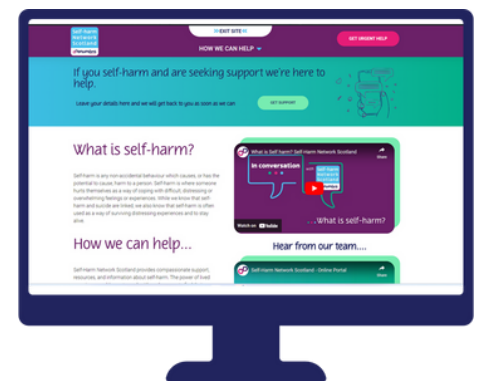 Self-harm
Network
Scotland
penumbra
EXIT SITE
GET URGENT HELP
HOW WE CAN HELP
If you self-harm and are seeking support we're here to
help.
Leave your details here and we will get back to you as soon as we can
GET SUPPORT
What is self-harm?
Self-harm is any non-accidental behaviour which causes, or has the
potential to cause, harm to a person. Self-harm is where someone
hurts themselves as a way of coping with difficult, distressing or
overwhelming feelings or experiences. While we know that self-
harm and suicide are linked, we also know that self-harm is often
used as a way of surviving distressing experiences and to stay
alive.
What is Self harm? Self-Harm Network Scotland
Share
In conversation
with
Self-harm
Network
Scotland
Watch on YouTube
...What is self-harm?
How we can help...
Self-Harm Network Scotland provides compassionate support,
resources, and information about self-harm. The power of lived
Hear from our team....
Self-Harm Network Scotland - Online Portal
Share